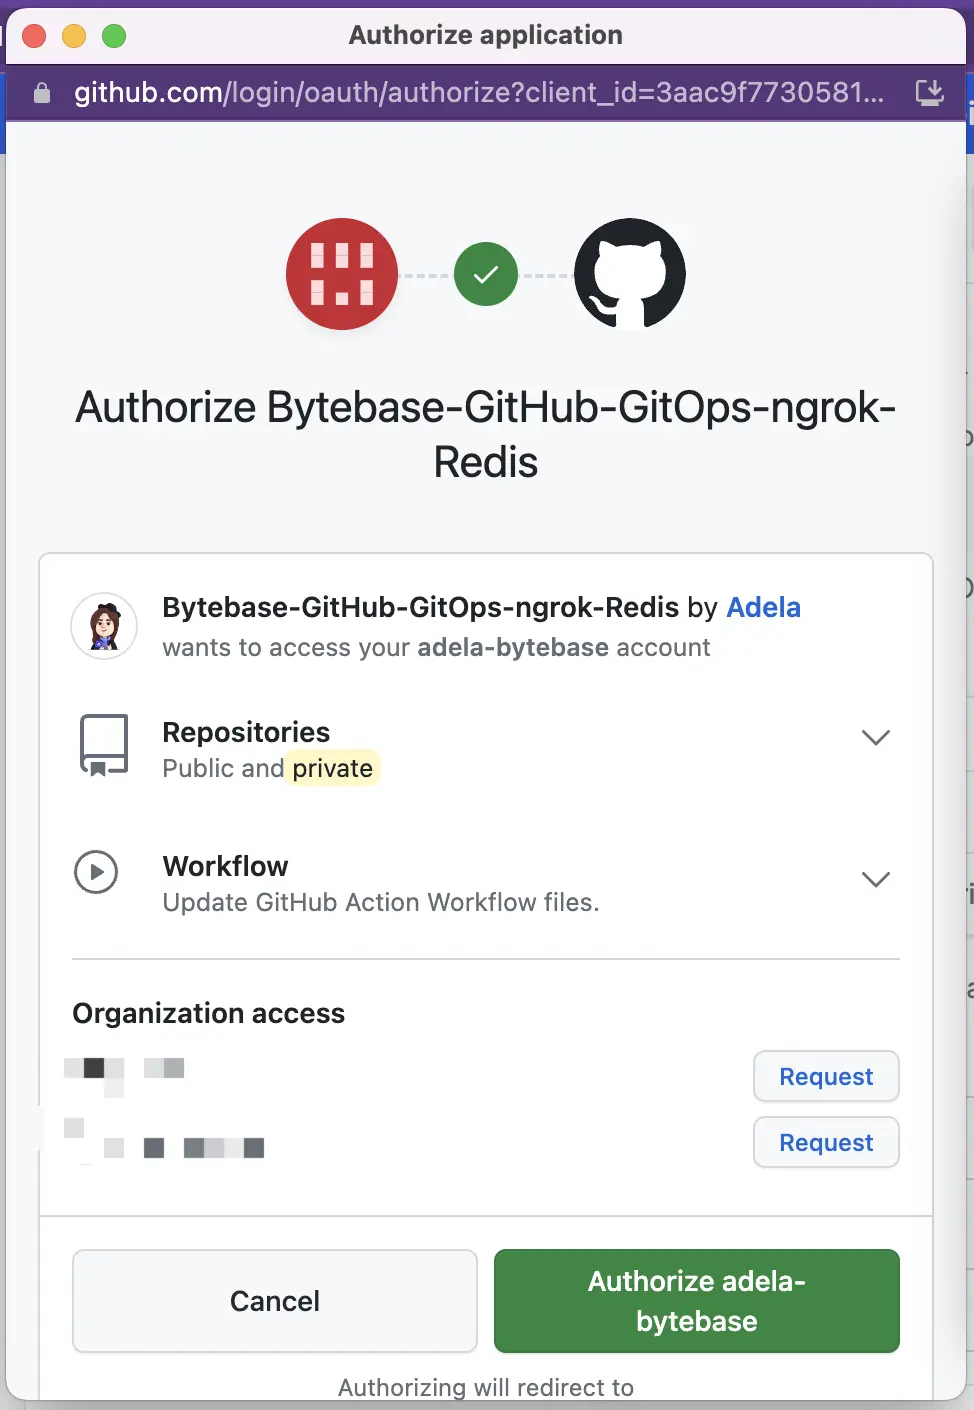 Authorize application
github.com/login/oauth/authorize?client_id=3aac9f7730581...
Authorize Bytebase-GitHub-GitOps-ngrok-
Redis
Bytebase-GitHub-GitOps-ngrok-Redis by Adela
wants to access your adela-bytebase account
Repositories
Public and private
Workflow
Update GitHub Action Workflow files.
Organization access
Request
Request
Cancel
Authorize adela-
bytebase
Authorizing will redirect to